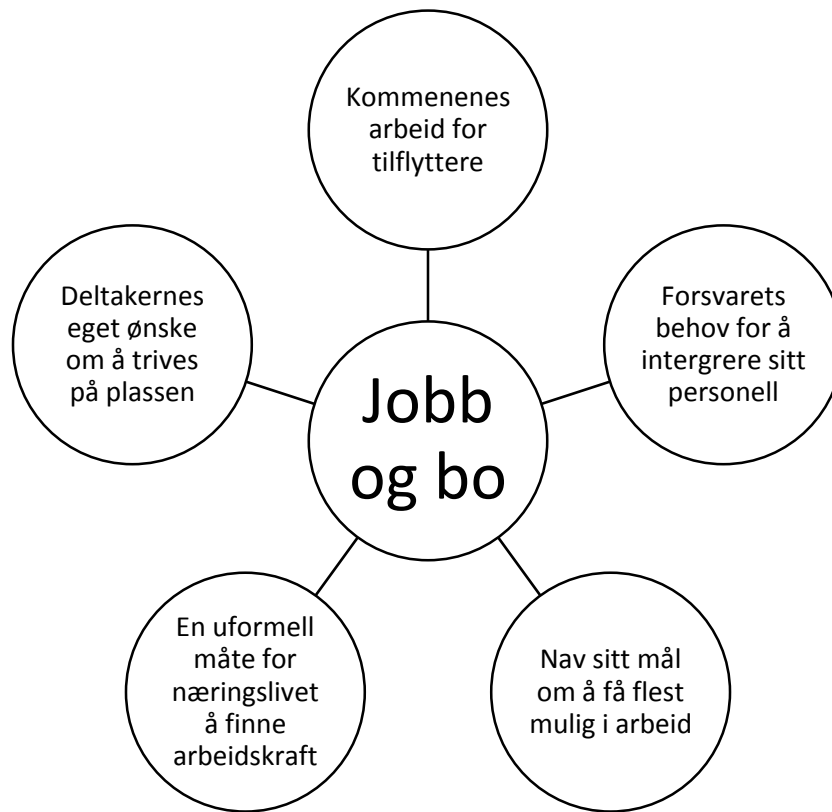 Kommenenes
arbeid for
tilflyttere
Forsvarets
behov for å
intergrere sitt
personell
Nav sitt mål
om å få flest
mulig i arbeid
En uformell
måte for
næringslivet
å finne
arbeidskraft
Deltakernes
eget ønske
om å trives
på plassen
Jobb
og bo